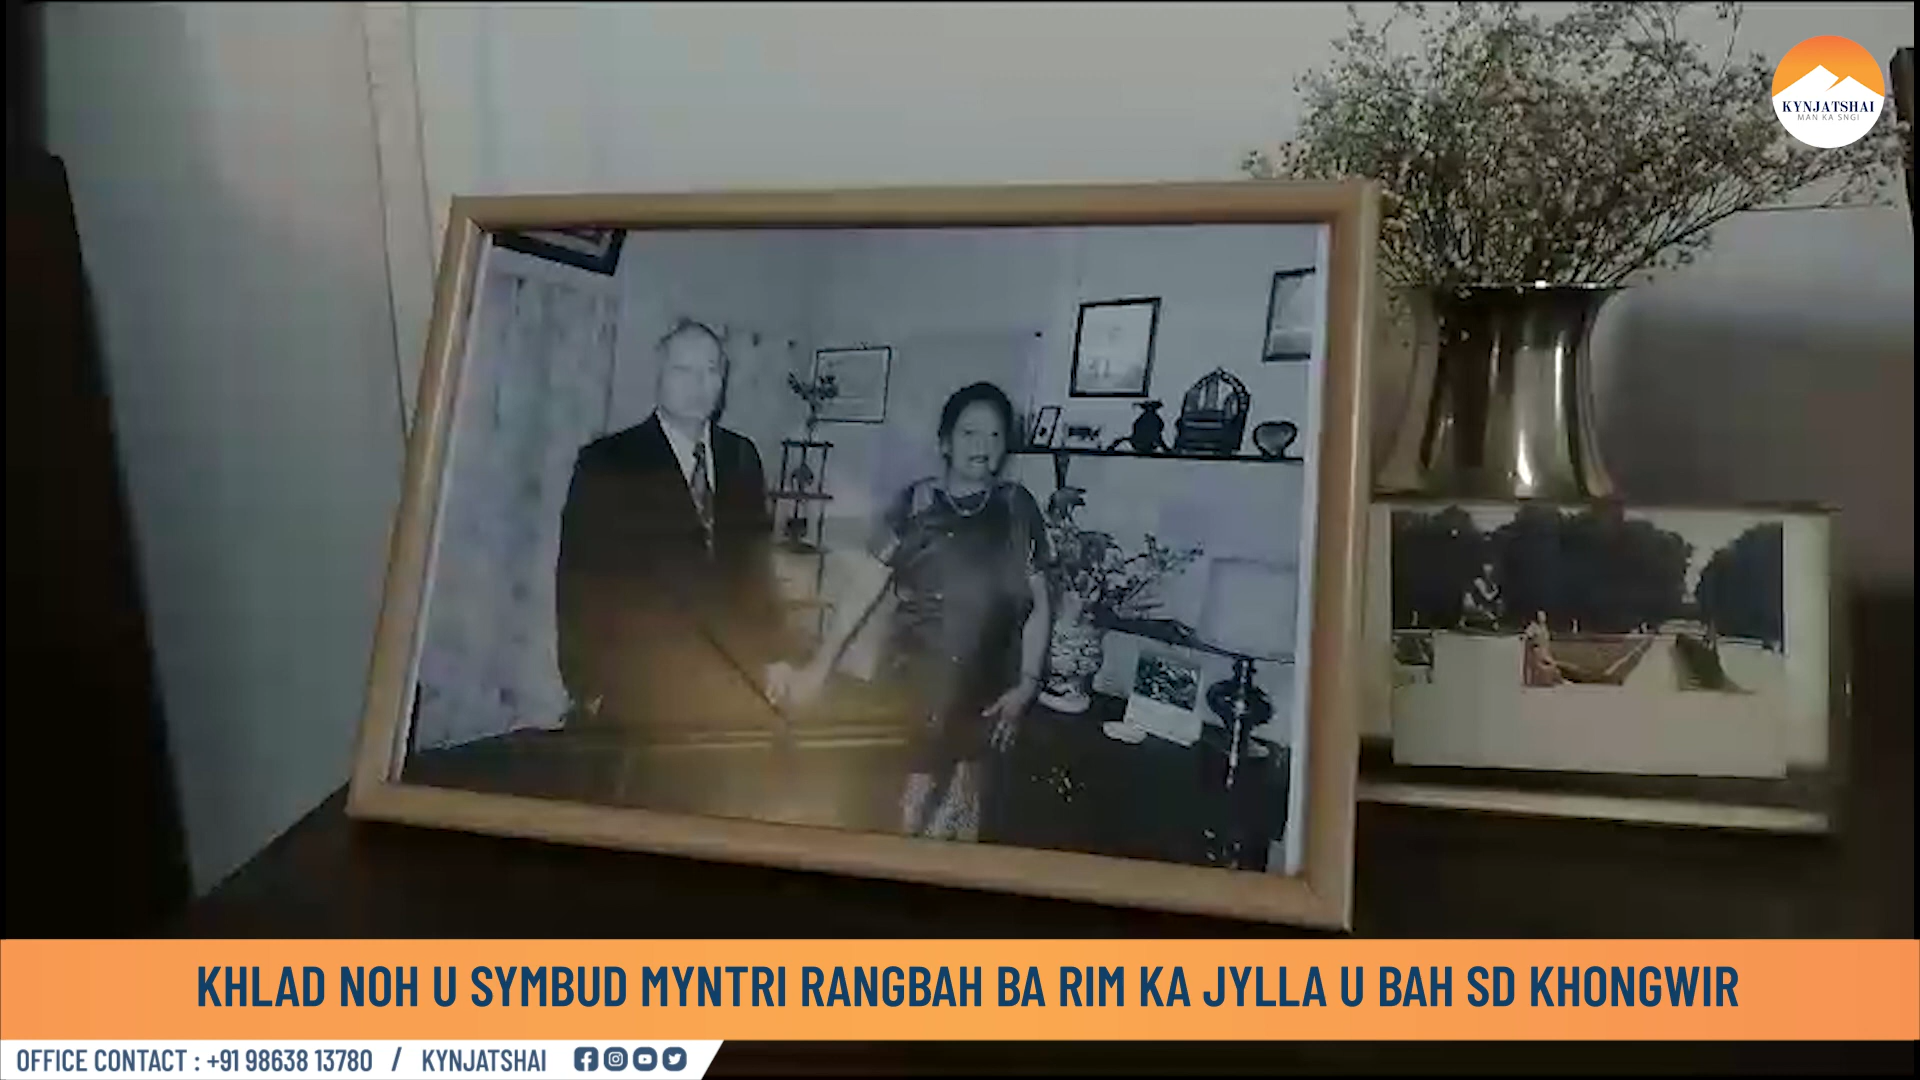 KYNJATSHAI
MAN KA SNGI
KHLAD NOH U SYMBUD MYNTRI RANGBAH BA RIM KA JYLLA U BAH SD KHONGWIR
OFFICE CONTACT : +91 98638 13780 / KYNJATSHAI